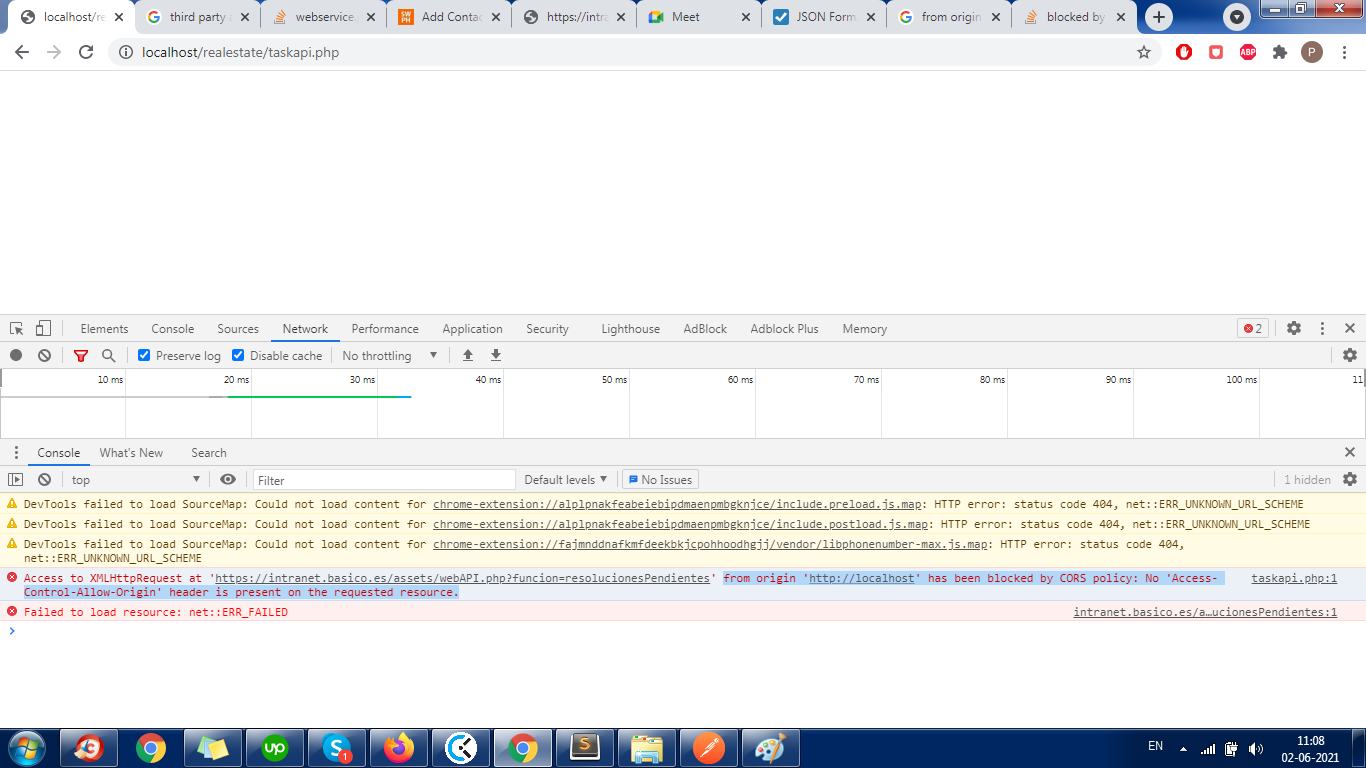 localhost/re
third party
webservice.
Add Contac
https://intra
Meet
JSON Form
from origin
blocked by
localhost/realestate/taskapi.php
ABP
P
Elements
Console
Sources
Network
Performance
Application
Security
Lighthouse
AdBlock
Adblock Plus
Memory
2
Preserve log
Disable cache
No throttling
10 ms
20 ms
30 ms
40 ms
50 ms
60 ms
70 ms
80 ms
90 ms
100 ms
11
Console
What's New
Search
top
Filter
Default levels
No Issues
1 hidden
DevTools failed to load SourceMap: Could not load content for chrome-extension://alplpnakfeabeiebipdmaenpmbgknjce/include.preload.js.map: HTTP error: status code 404, net::ERR_UNKNOWN_URL_SCHEME
DevTools failed to load SourceMap: Could not load content for chrome-extension://alplpnakfeabeiebipdmaenpmbgknjce/include.postload.js.map: HTTP error: status code 404, net::ERR_UNKNOWN_URL_SCHEME
DevTools failed to load SourceMap: Could not load content for chrome-extension://fajmnddnafkmfdeekbkjcpohhoodhgjj/vendor/libphonenumber-max.js.map: HTTP error: status code 404,
net::ERR_UNKNOWN_URL_SCHEME
Access to XMLHttpRequest at 'https://intranet.basico.es/assets/webAPI.php?funcion=resolucionesPendientes' from origin 'http://localhost' has been blocked by CORS policy: No 'Access-
taskapi.php:1
Control-Allow-Origin' header is present on the requested resource.
Failed to load resource: net::ERR_FAILED
intranet.basico.es/a…ucionesPendientes:1
up
S
1
S
EN
11:08
02-06-2021